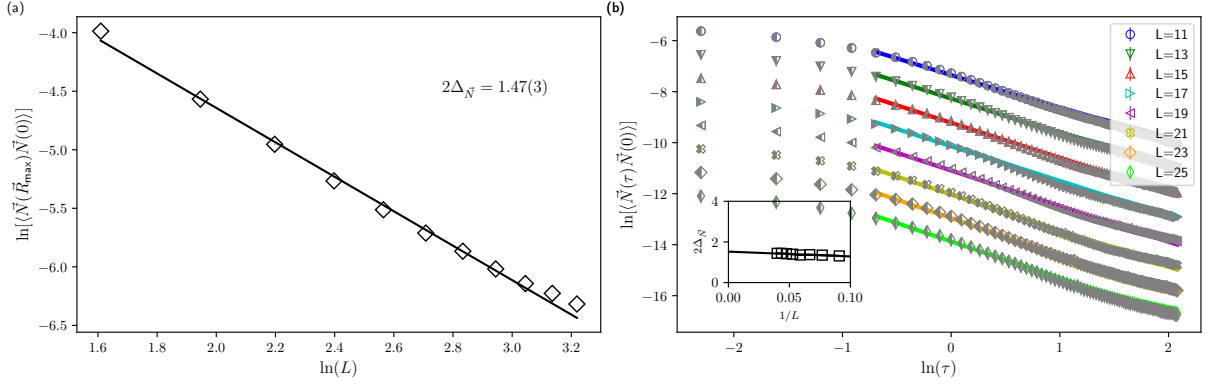 (a)
ln[⟨N⃗(R⃗_max)N⃗(0)⟩]
−4.0
−4.5
−5.0
−5.5
−6.0
−6.5
2Δ_N⃗ = 1.47(3)
1.6
1.8
2.0
2.2
2.4
2.6
2.8
3.0
3.2
ln(L)
(b)
ln[⟨N⃗(τ)N⃗(0)⟩]
−6
−8
−10
−12
−14
−16
L=11
L=13
L=15
L=17
L=19
L=21
L=23
L=25
2Δ_N⃗
4
2
0
0.00
0.05
0.10
1/L
−2
−1
0
1
2
ln(τ)